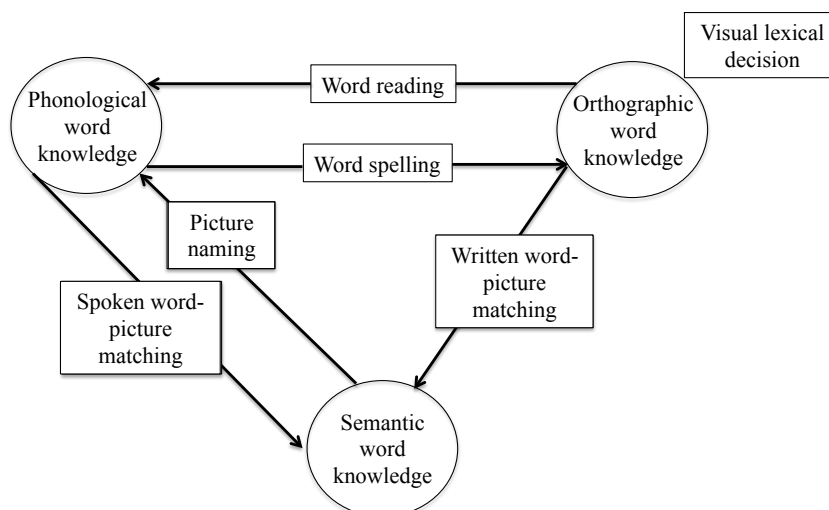 Visual lexical
decision
Word reading
Phonological
word
knowledge
Orthographic
word
knowledge
Word spelling
Picture
naming
Written word-
picture
matching
Spoken word-
picture
matching
Semantic
word
knowledge